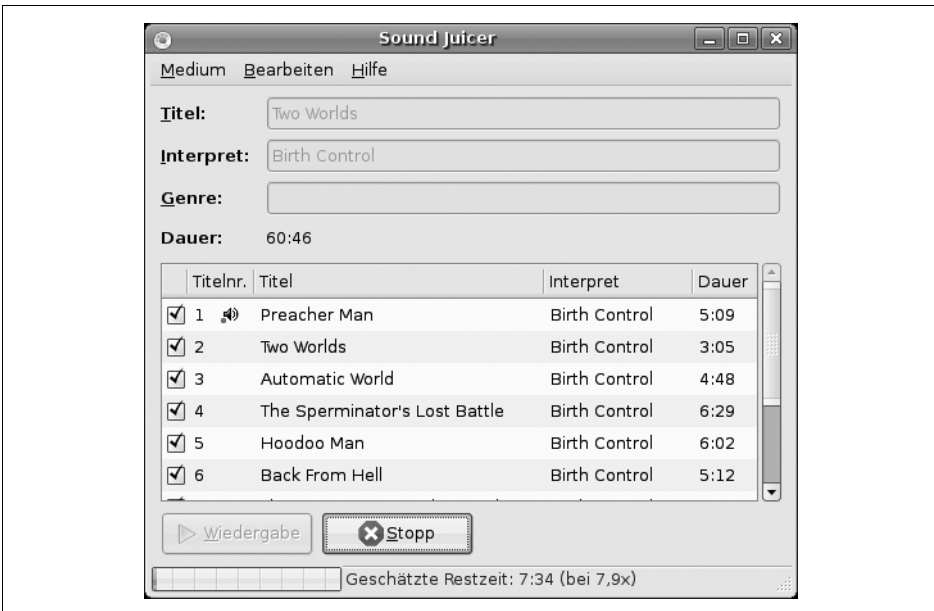 Sound Juicer
Medium Bearbeiten Hilfe
Titel: Two Worlds
Interpret: Birth Control
Genre:
Dauer: 60:46
Titelnr. Titel Interpret Dauer
1 Preacher Man Birth Control 5:09
2 Two Worlds Birth Control 3:05
3 Automatic World Birth Control 4:48
4 The Sperminator's Lost Battle Birth Control 6:29
5 Hoodoo Man Birth Control 6:02
6 Back From Hell Birth Control 5:12
Wiedergabe Stopp
Geschätzte Restzeit: 7:34 (bei 7,9x)